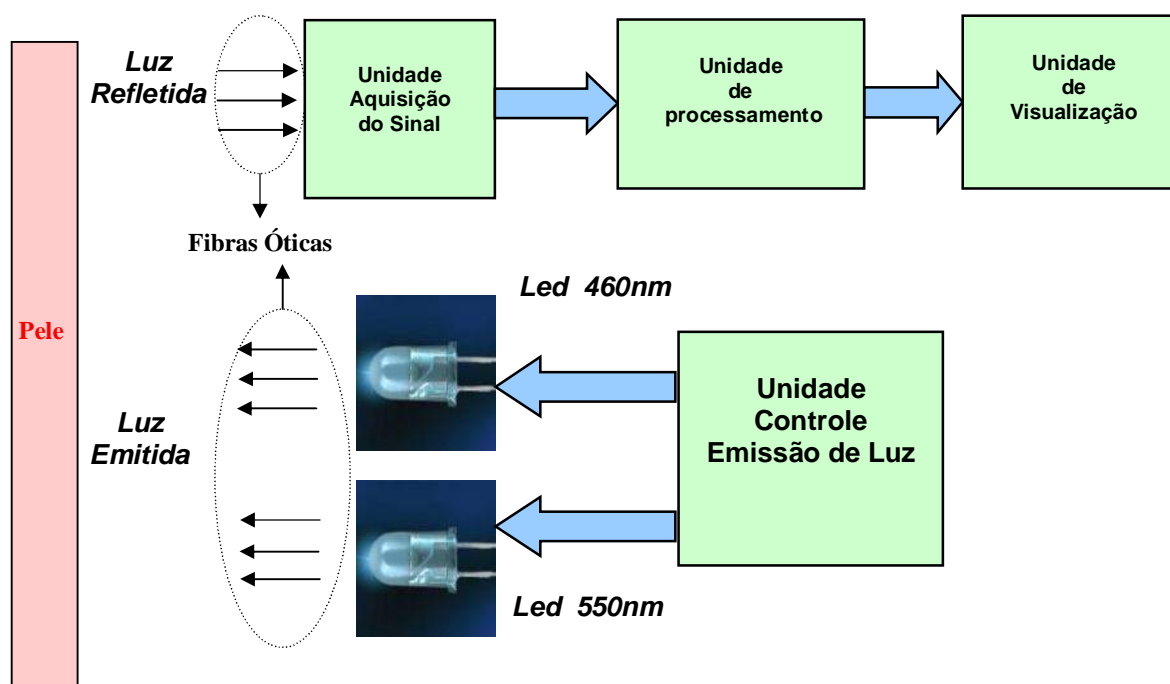 Luz
Refletida
Unidade
Aquisição
do Sinal
Unidade
de
processamento
Unidade
de
Visualização
Fibras Óticas
Led 460nm
Pele
Luz
Emitida
Unidade
Controle
Emissão de Luz
Led 550nm